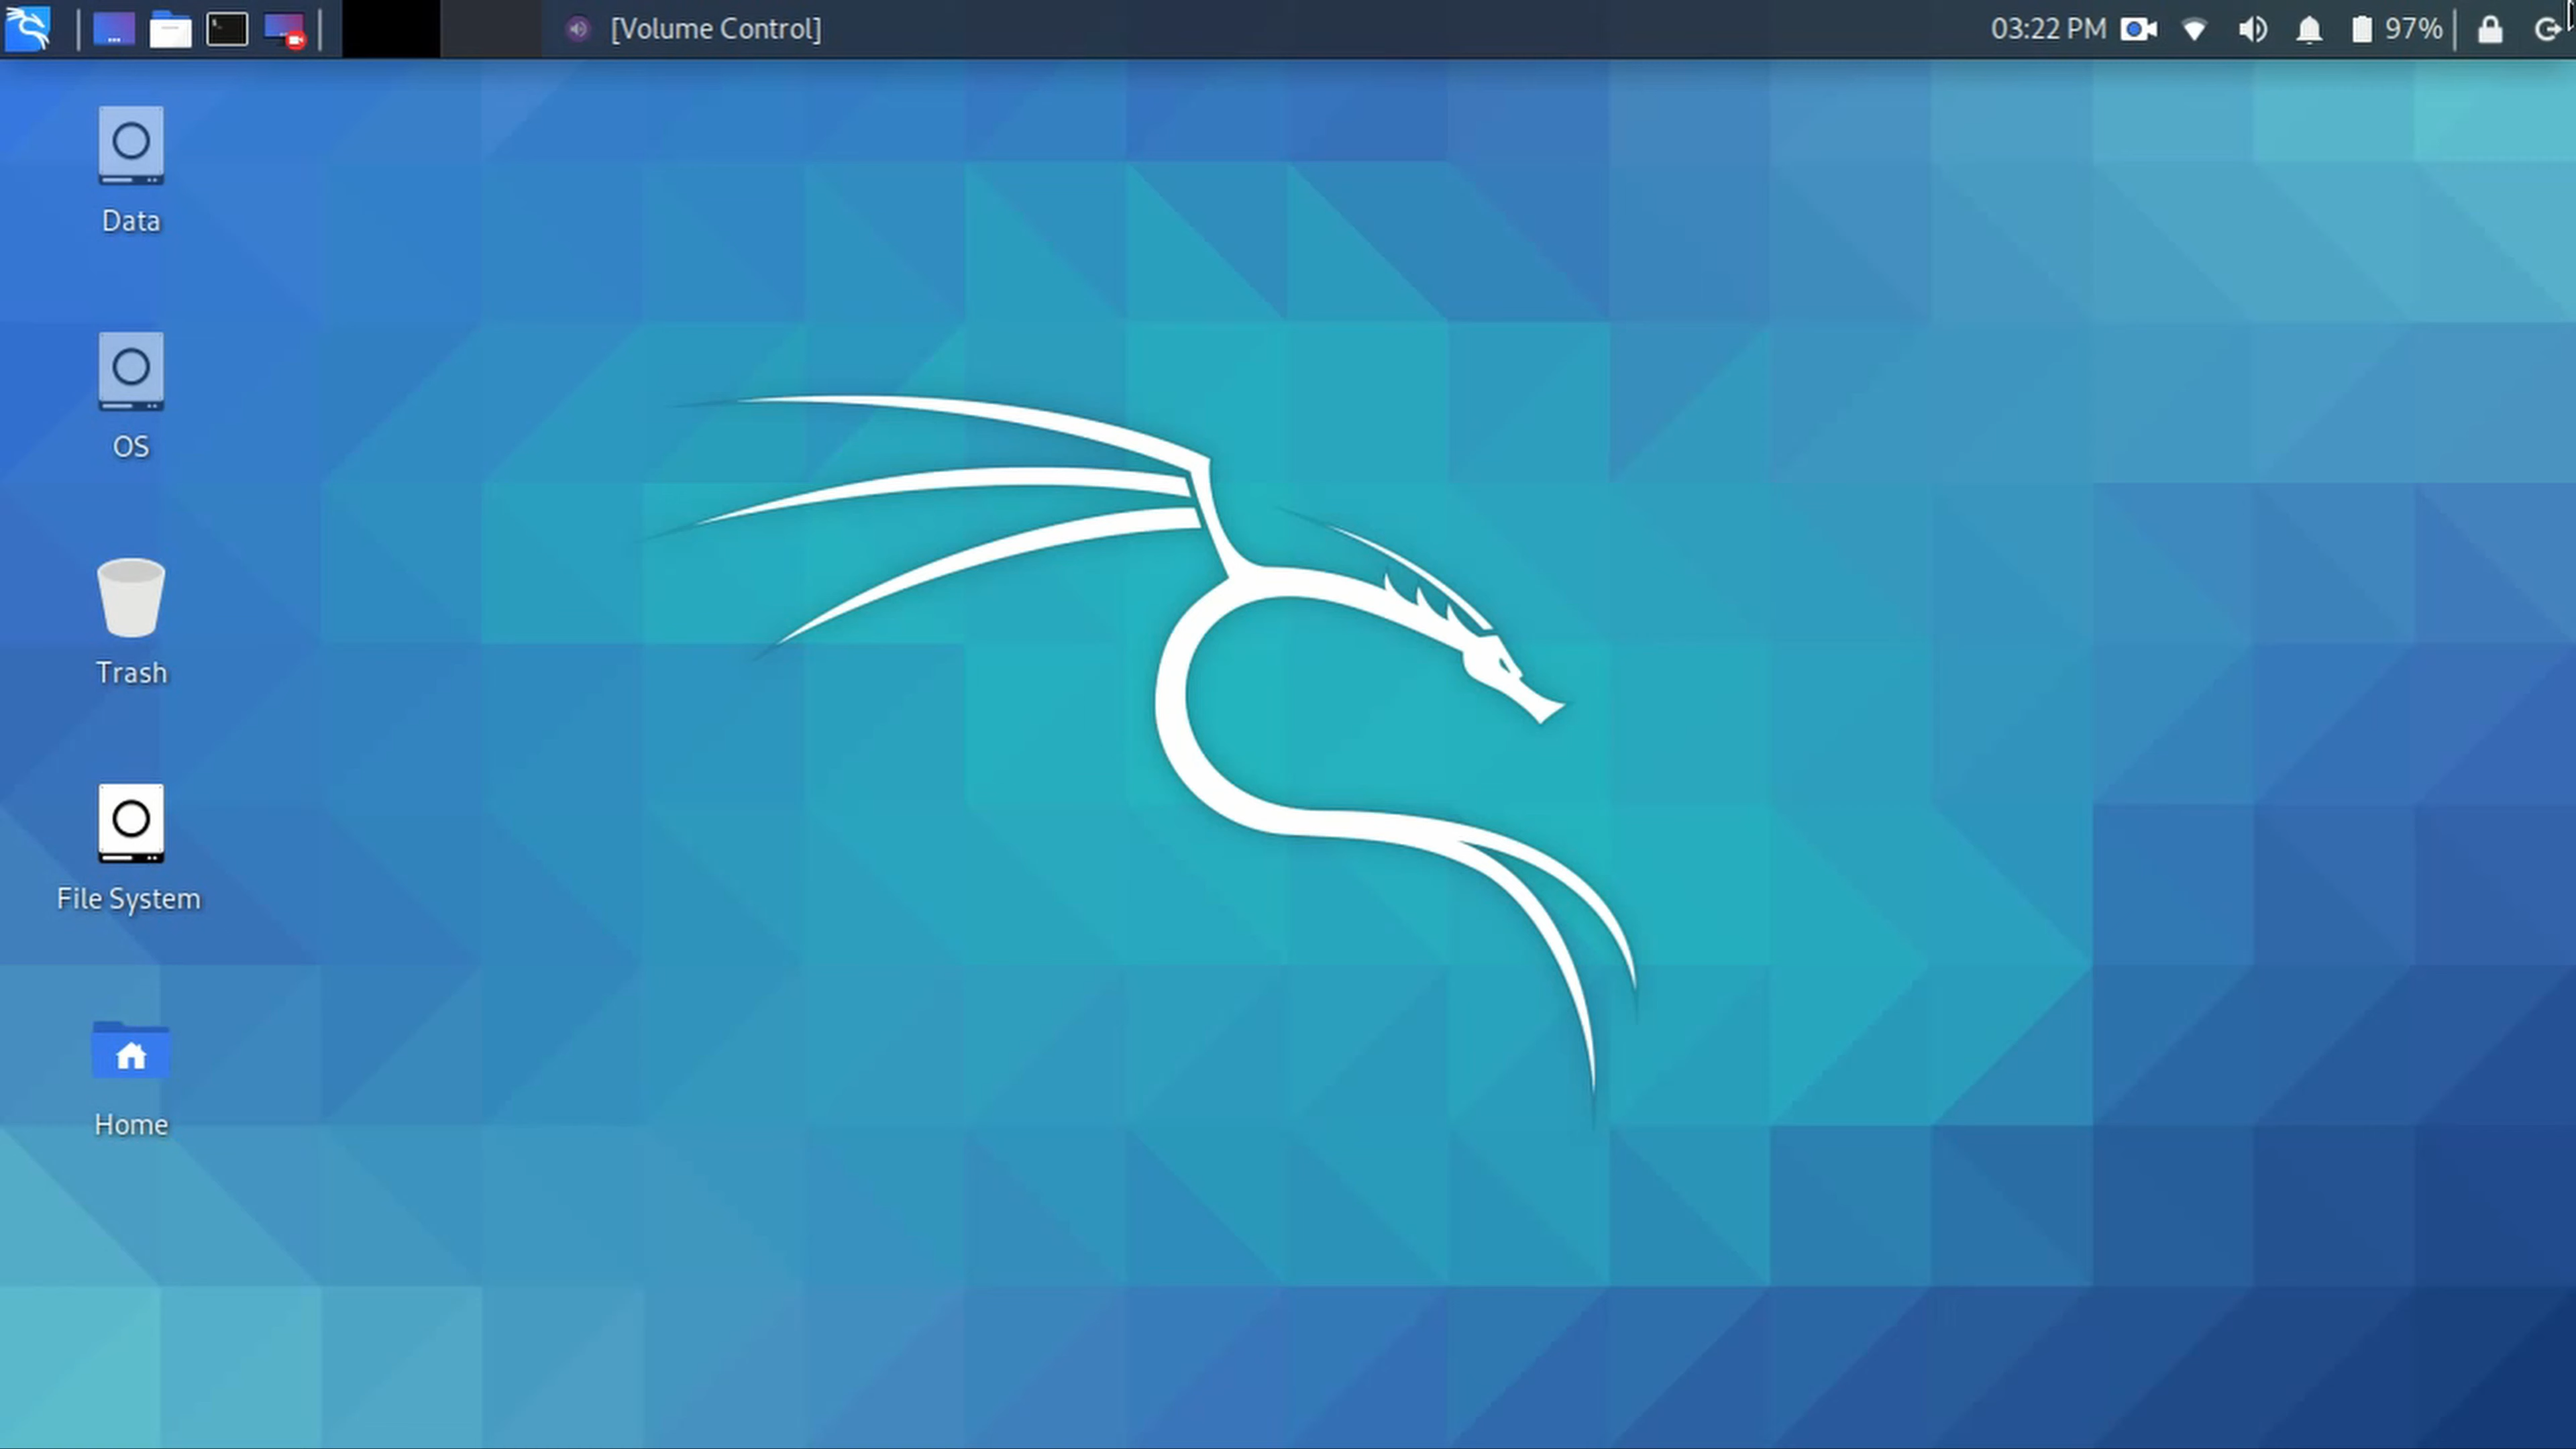 [Volume Control]
03:22 PM
97%
Data
OS
Trash
File System
Home